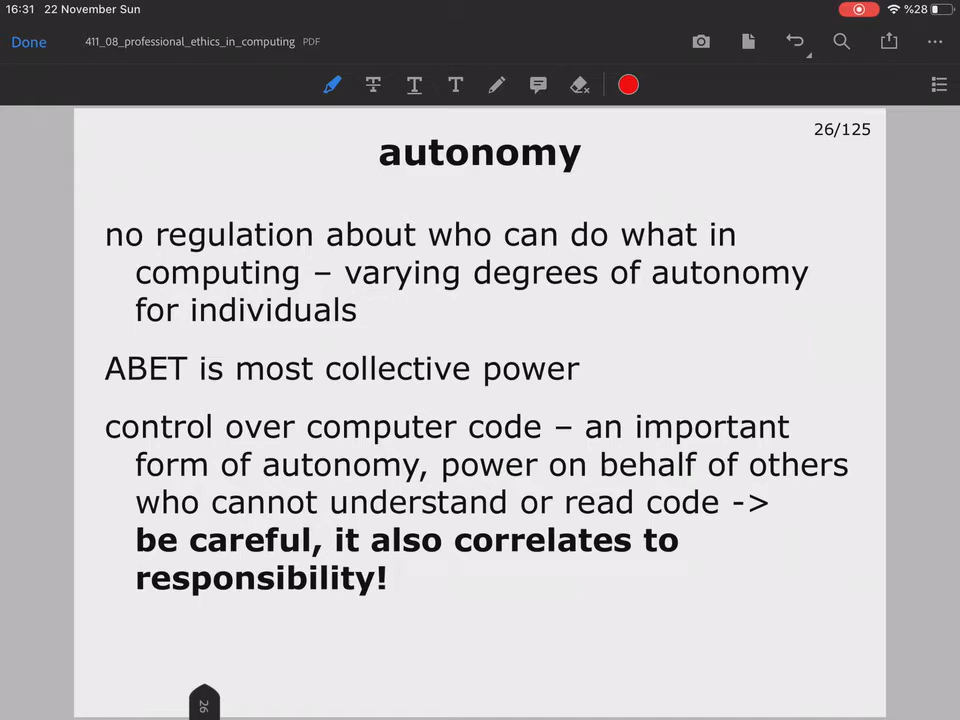 16:31 22 November Sun
%28
Done
411_08_professional_ethics_in_computing PDF
T
T
T
26/125
autonomy
no regulation about who can do what in
computing – varying degrees of autonomy
for individuals
ABET is most collective power
control over computer code – an important
form of autonomy, power on behalf of others
who cannot understand or read code ->
be careful, it also correlates to
responsibility!
26